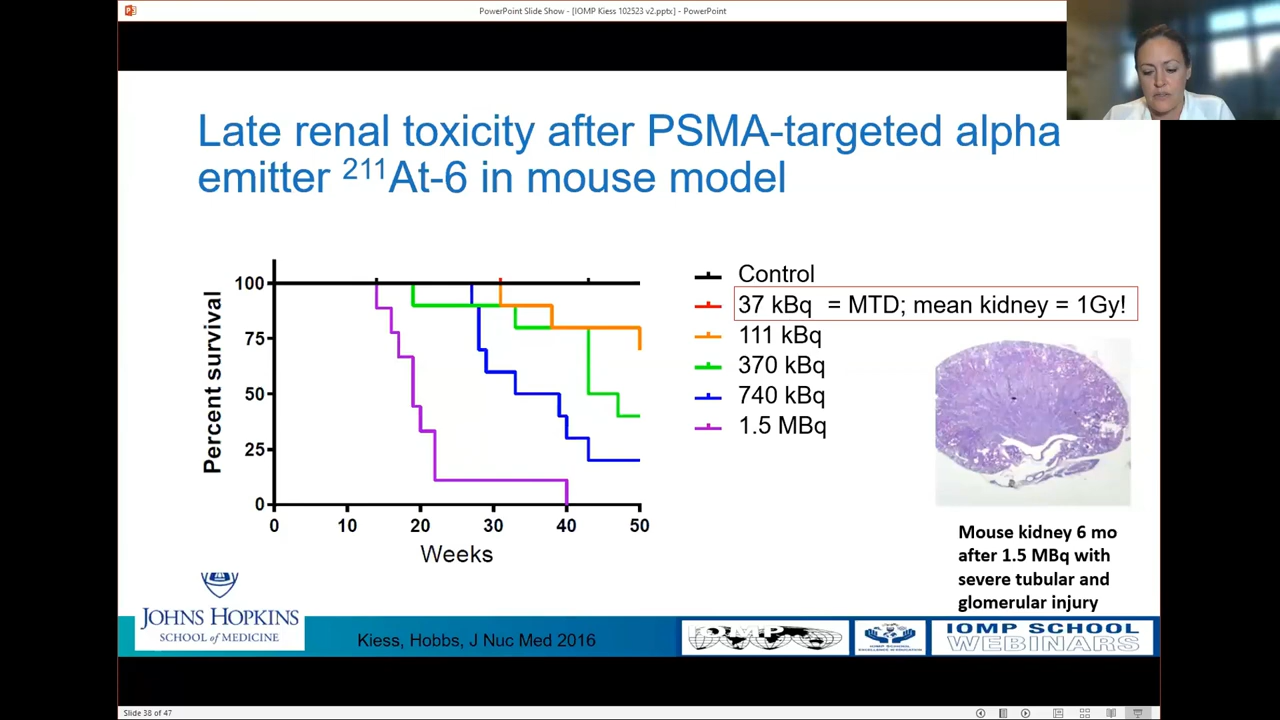 PowerPoint Slide Show - [IOMP Kiess 102523 v2.pptx] - PowerPoint
Late renal toxicity after PSMA-targeted alpha
emitter ²¹¹At-6 in mouse model
Percent survival
100
75
50
25
0
0 10 20 30 40 50
Weeks
Control
37 kBq = MTD; mean kidney = 1Gy!
111 kBq
370 kBq
740 kBq
1.5 MBq
Mouse kidney 6 mo
after 1.5 MBq with
severe tubular and
glomerular injury
JOHNS HOPKINS
SCHOOL of MEDICINE
Kiess, Hobbs, J Nuc Med 2016
IOMP
IOMP SCHOOL
WEBINARS
Slide 38 of 47